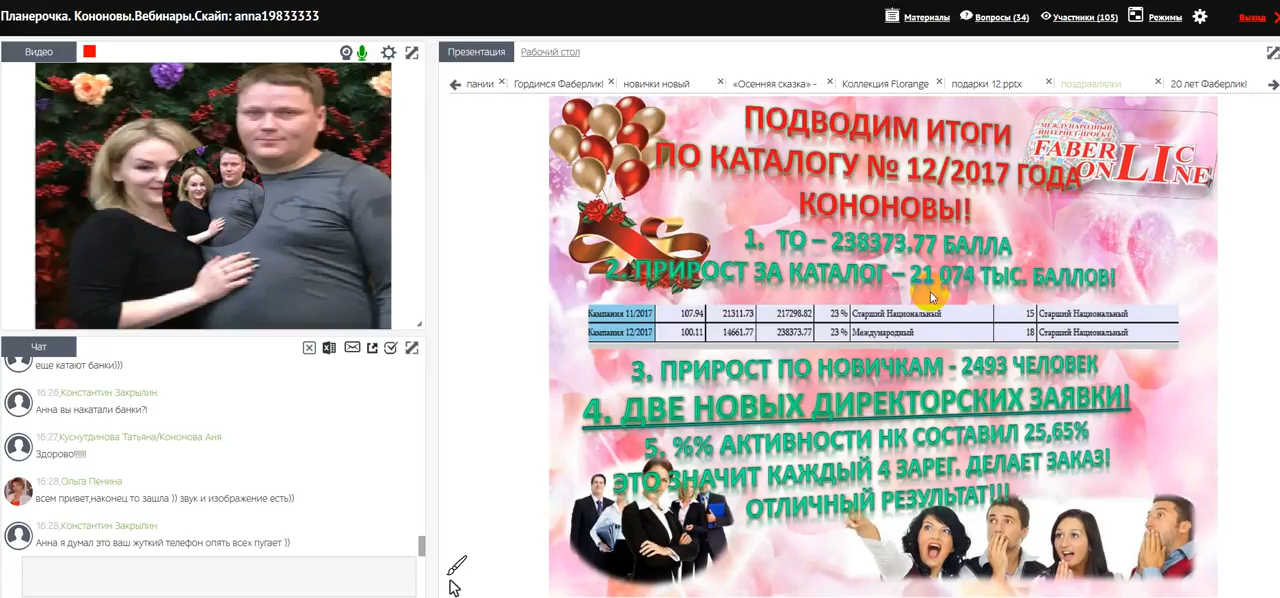 Планерочка. Кононовы.Вебинары.Скайп: anna19833333
Материалы Вопросы (34) Участники (105) Режимы Выход
Видео
Презентация Рабочий стол
пании Гордимся Фаберлик! новички новый «Осенняя сказка» - Коллекция Florange подарки 12.pptx поздравлялки 20 лет Фаберлик!
ПОДВОДИМ ИТОГИ
ПО КАТАЛОГУ № 12/2017 ГОДА
КОНОНОВЫ!
МЕЖДУНАРОДНЫЙ
ИНТЕРНЕТ-ПРОЕКТ
FABER
ONLINE
LIC
1. ТО – 238373.77 БАЛЛА
2. ПРИРОСТ ЗА КАТАЛОГ – 21 074 ТЫС. БАЛЛОВ!
Кампания 11/2017 107.94 21311.73 217298.82 23 % Старший Национальный 15 Старший Национальный
Кампания 12/2017 100.11 14661.77 238373.77 23 % Международный 18 Старший Национальный
3. ПРИРОСТ ПО НОВИЧКАМ - 2493 ЧЕЛОВЕК
4. ДВЕ НОВЫХ ДИРЕКТОРСКИХ ЗАЯВКИ!
5. %% АКТИВНОСТИ НК СОСТАВИЛ 25,65%
ЭТО ЗНАЧИТ КАЖДЫЙ 4 ЗАРЕГ. ДЕЛАЕТ ЗАКАЗ!
ОТЛИЧНЫЙ РЕЗУЛЬТАТ!!!
Чат
еще катают банки)))
16:26,Константин Закрылин
Анна вы накатали банки?!
16:27,Куснутдинова Татьяна/Кононова Аня
Здорово!!!!!!
16:28,Ольга Пенина
всем привет,наконец то зашла )) звук и изображение есть))
16:28,Константин Закрылин
Анна я думал это ваш жуткий телефон опять всех пугает ))